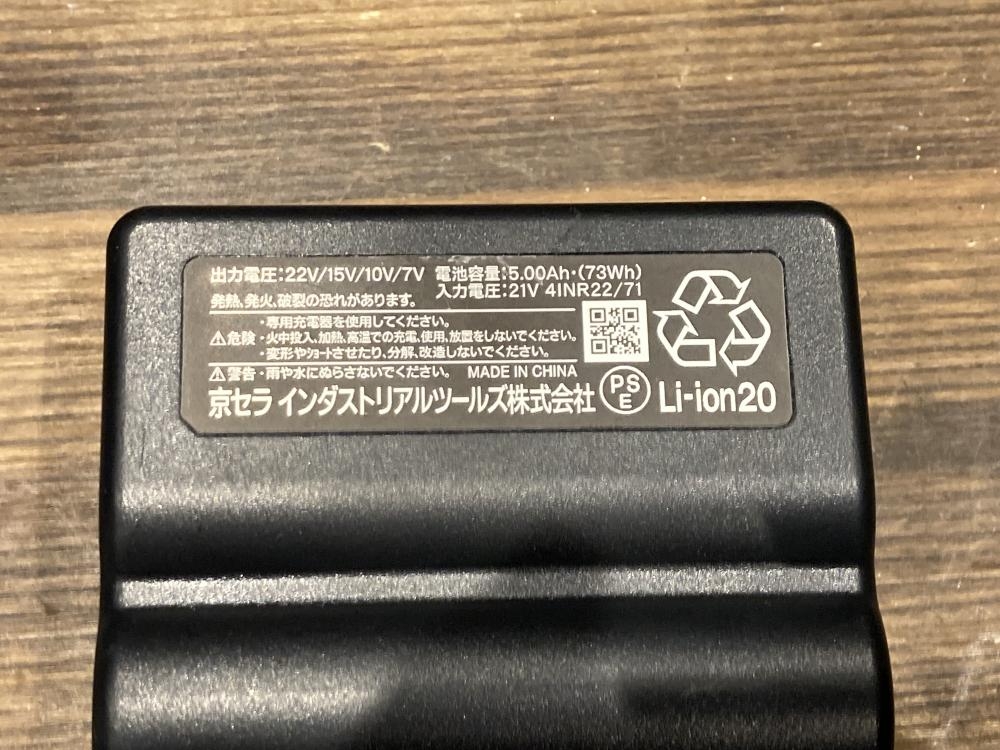 出力電圧:22V/15V/10V/7V 電池容量:5.00Ah・(73Wh)
入力電圧:21V 4INR22/71
発熱、発火、破裂の恐れがあります。
・専用充電器を使用してください。
⚠危険・火中投入、加熱、高温での充電、使用、放置をしないでください。
・変形やショートさせたり、分解、改造しないでください。
⚠警告・雨や水にぬらさないでください。 MADE IN CHINA
京セラ インダストリアルツールズ株式会社 PS E Li-ion20